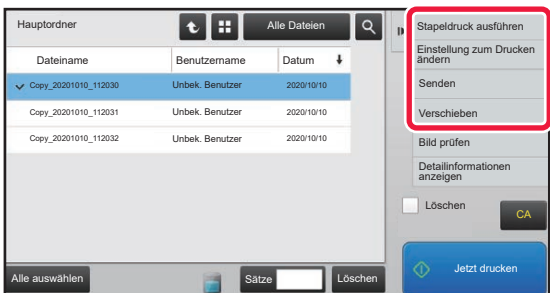 Hauptordner
Alle Dateien
Dateiname Benutzername Datum
Copy_20201010_112030 Unbek. Benutzer 2020/10/10
Copy_20201010_112031 Unbek. Benutzer 2020/10/10
Copy_20201010_112032 Unbek. Benutzer 2020/10/10
Alle auswählen
Sätze
Löschen
Stapeldruck ausführen
Einstellung zum Drucken
ändern
Senden
Verschieben
Bild prüfen
Detailinformationen
anzeigen
Löschen
CA
Jetzt drucken